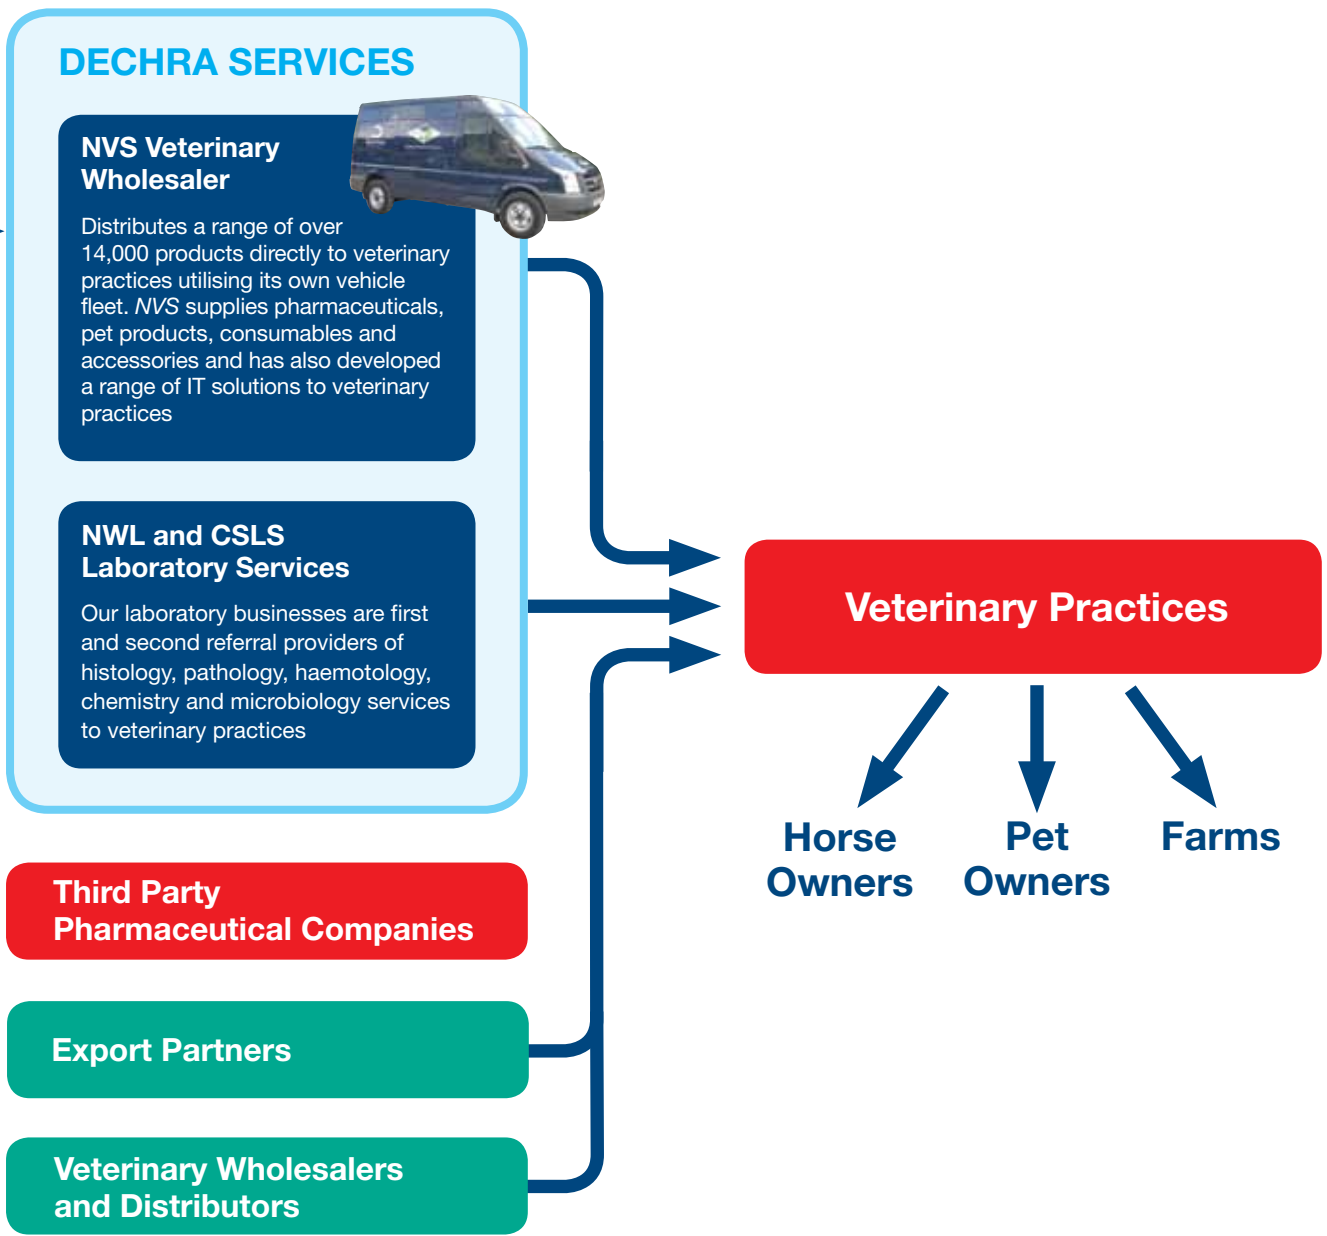 DECHRA SERVICES
NVS Veterinary
Wholesaler
Distributes a range of over
14,000 products directly to veterinary
practices utilising its own vehicle
fleet. NVS supplies pharmaceuticals,
pet products, consumables and
accessories and has also developed
a range of IT solutions to veterinary
practices
NWL and CSLS
Laboratory Services
Our laboratory businesses are first
and second referral providers of
histology, pathology, haemotology,
chemistry and microbiology services
to veterinary practices
Third Party
Pharmaceutical Companies
Export Partners
Veterinary Wholesalers
and Distributors
Veterinary Practices
Horse
Owners
Pet
Owners
Farms